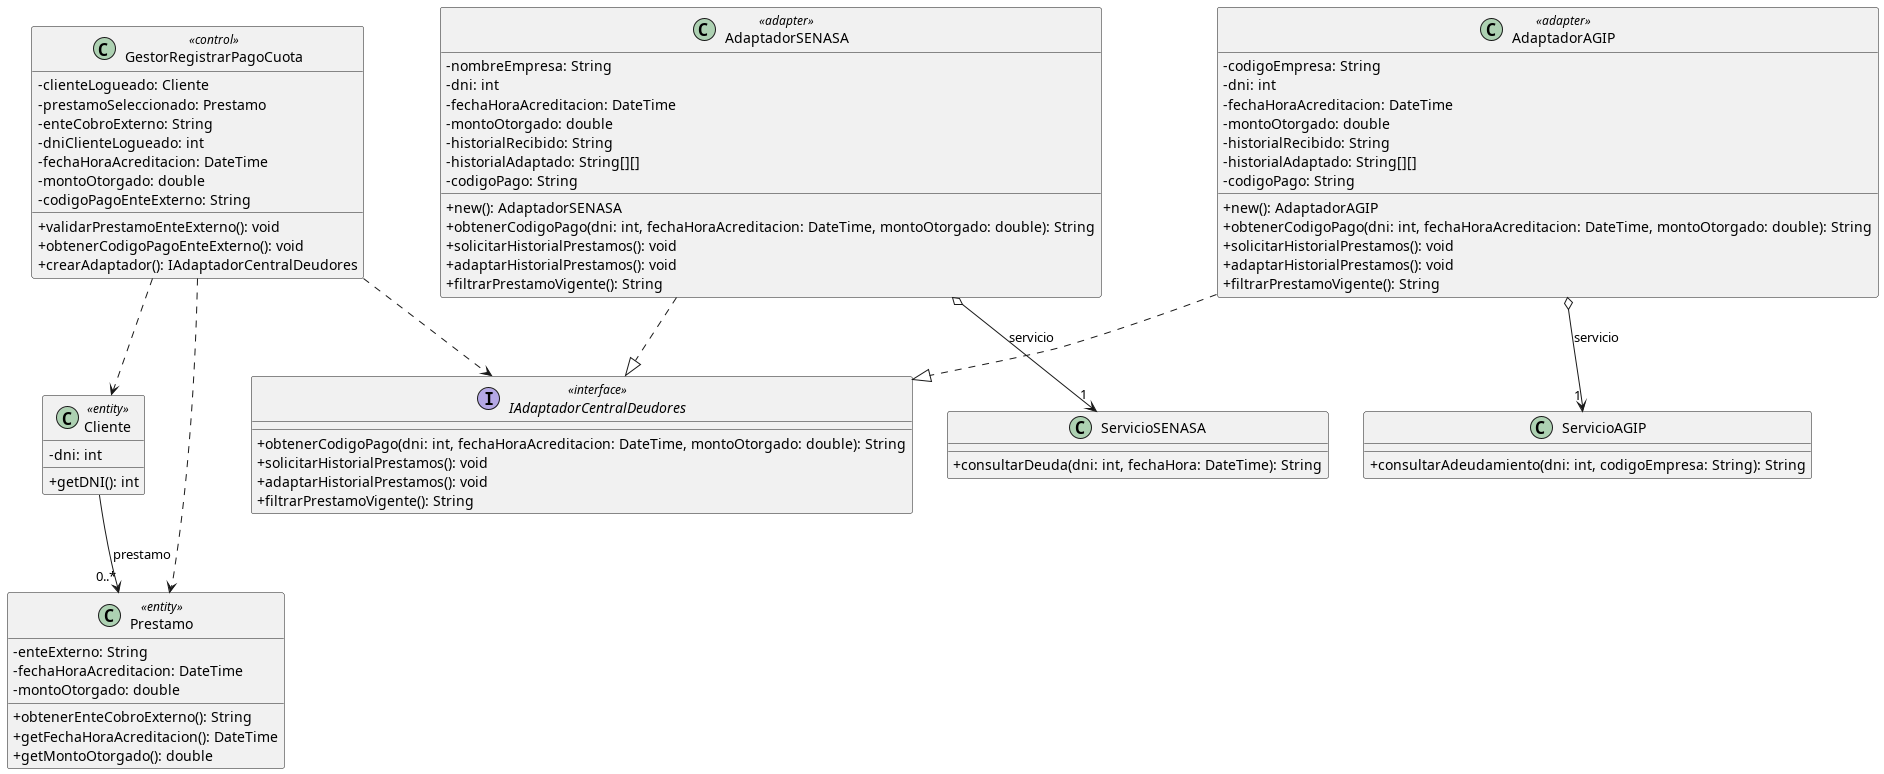 C
«control»
GestorRegistrarPagoCuota
-clienteLogueado: Cliente
-prestamoSeleccionado: Prestamo
-enteCobroExterno: String
-dniClienteLogueado: int
-fechaHoraAcreditacion: DateTime
-montoOtorgado: double
-codigoPagoEnteExterno: String
+validarPrestamoEnteExterno(): void
+obtenerCodigoPagoEnteExterno(): void
+crearAdaptador(): IAdaptadorCentralDeudores
C
«adapter»
AdaptadorSENASA
-nombreEmpresa: String
-dni: int
-fechaHoraAcreditacion: DateTime
-montoOtorgado: double
-historialRecibido: String
-historialAdaptado: String[][]
-codigoPago: String
+new(): AdaptadorSENASA
+obtenerCodigoPago(dni: int, fechaHoraAcreditacion: DateTime, montoOtorgado: double): String
+solicitarHistorialPrestamos(): void
+adaptarHistorialPrestamos(): void
+filtrarPrestamoVigente(): String
C
«adapter»
AdaptadorAGIP
-codigoEmpresa: String
-dni: int
-fechaHoraAcreditacion: DateTime
-montoOtorgado: double
-historialRecibido: String
-historialAdaptado: String[][]
-codigoPago: String
+new(): AdaptadorAGIP
+obtenerCodigoPago(dni: int, fechaHoraAcreditacion: DateTime, montoOtorgado: double): String
+solicitarHistorialPrestamos(): void
+adaptarHistorialPrestamos(): void
+filtrarPrestamoVigente(): String
servicio
1
servicio
1
C
«entity»
Cliente
-dni: int
+getDNI(): int
I
«interface»
IAdaptadorCentralDeudores
+obtenerCodigoPago(dni: int, fechaHoraAcreditacion: DateTime, montoOtorgado: double): String
+solicitarHistorialPrestamos(): void
+adaptarHistorialPrestamos(): void
+filtrarPrestamoVigente(): String
C
ServicioSENASA
+consultarDeuda(dni: int, fechaHora: DateTime): String
C
ServicioAGIP
+consultarAdeudamiento(dni: int, codigoEmpresa: String): String
prestamo
0..*
C
«entity»
Prestamo
-enteExterno: String
-fechaHoraAcreditacion: DateTime
-montoOtorgado: double
+obtenerEnteCobroExterno(): String
+getFechaHoraAcreditacion(): DateTime
+getMontoOtorgado(): double